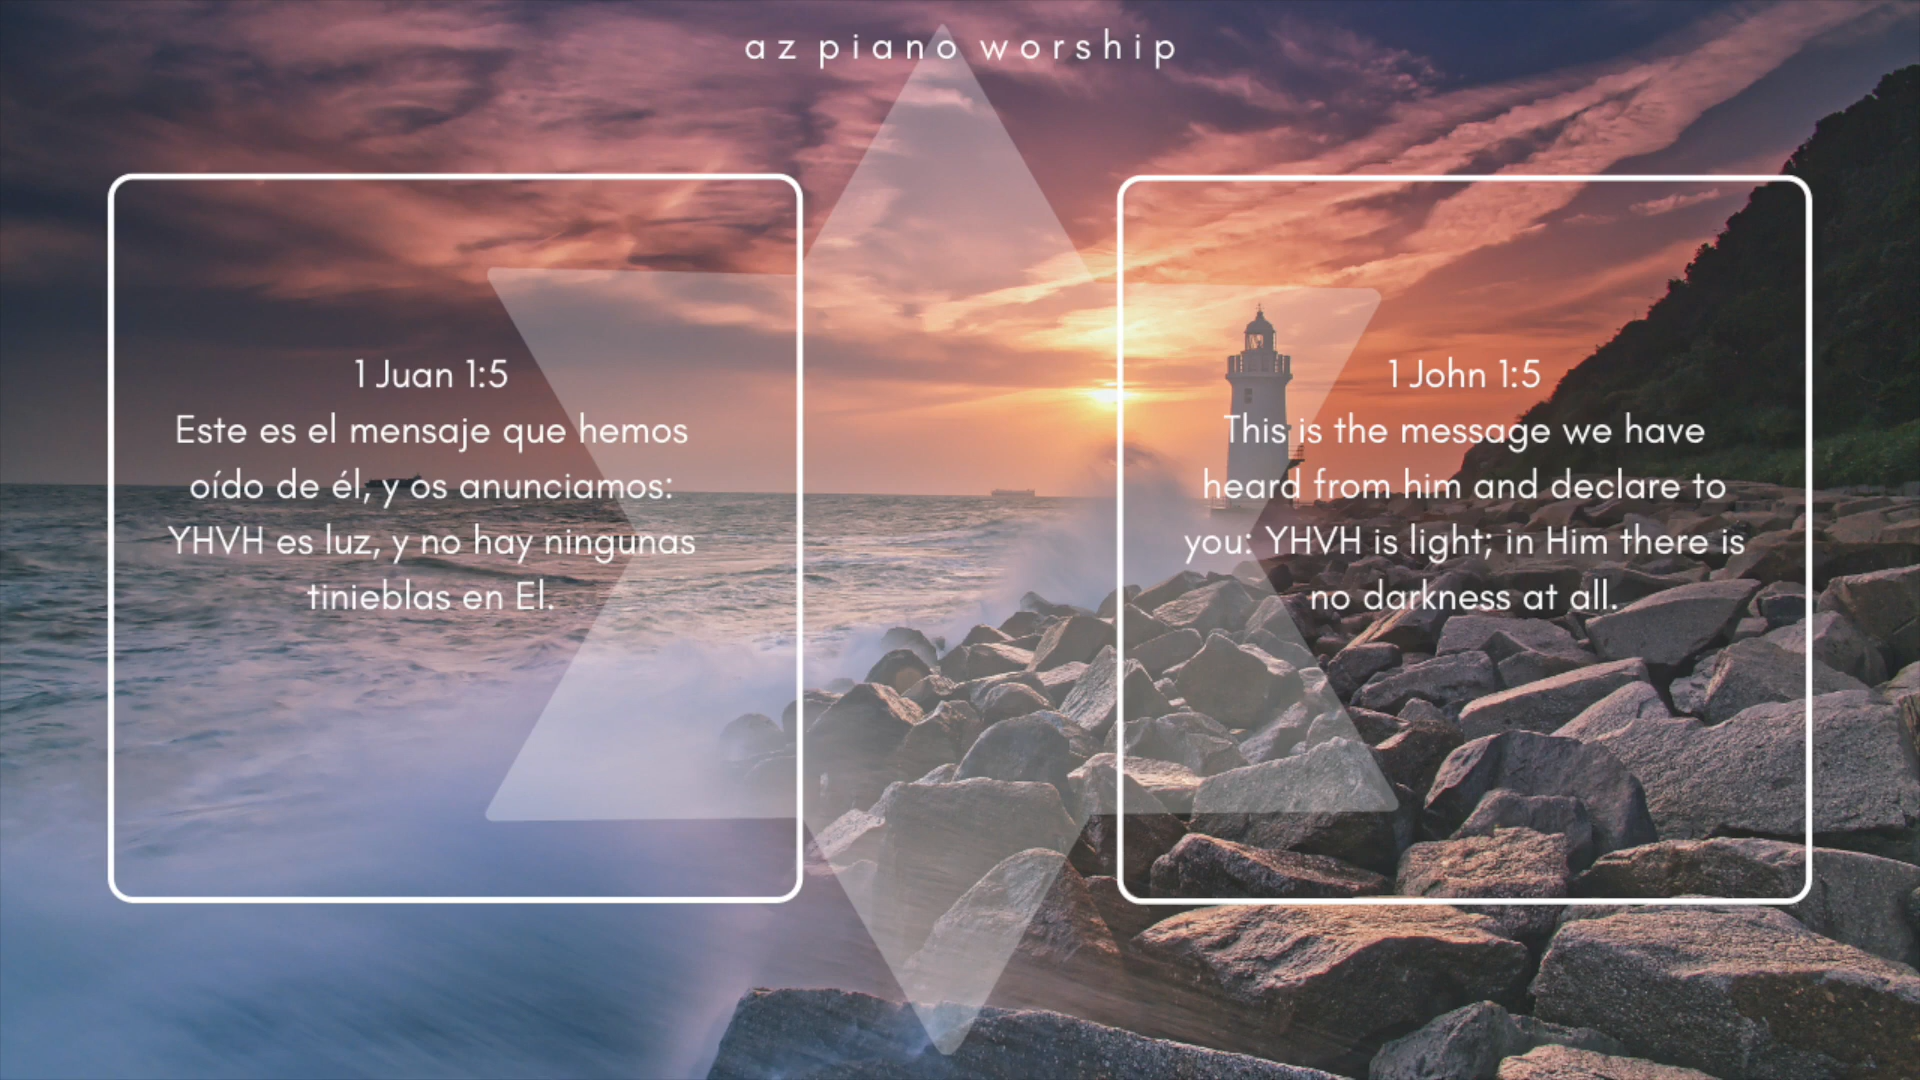 az piano worship
1 Juan 1:5
Este es el mensaje que hemos
oído de él, y os anunciamos:
YHVH es luz, y no hay ningunas
tinieblas en El.
1 John 1:5
This is the message we have
heard from him and declare to
you: YHVH is light; in Him there is
no darkness at all.